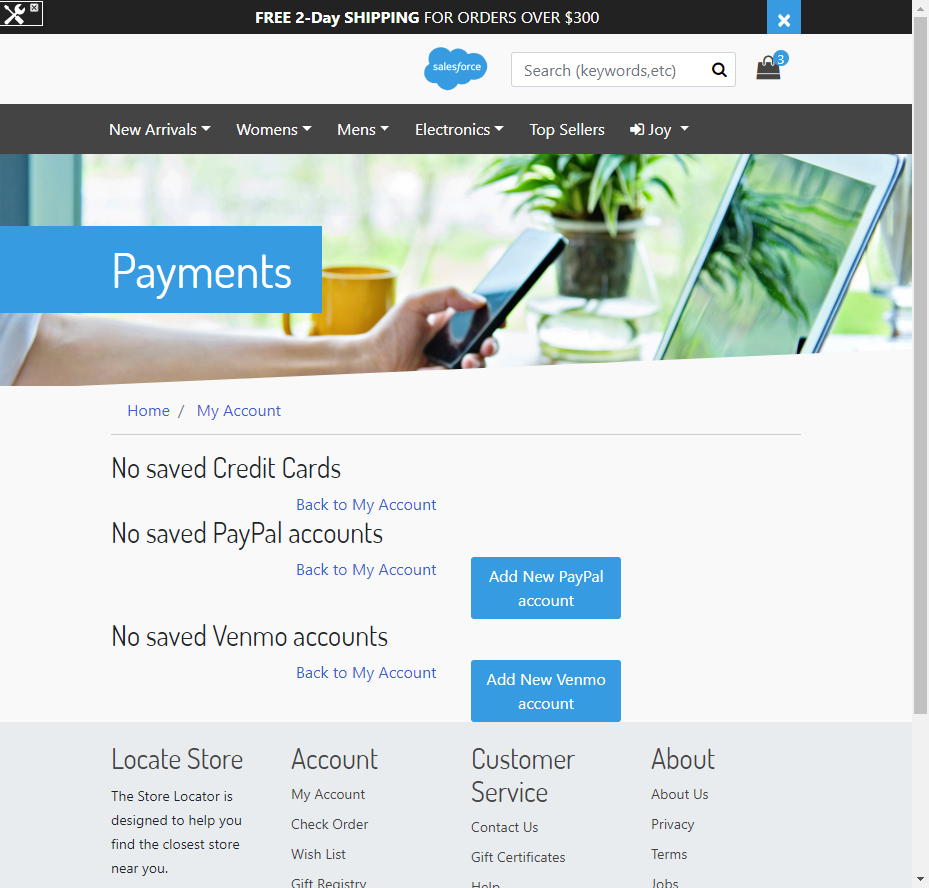 FREE 2-Day SHIPPING FOR ORDERS OVER $300
salesforce
Search (keywords,etc)
3
New Arrivals Womens Mens Electronics Top Sellers Joy
Payments
Home / My Account
No saved Credit Cards
Back to My Account
No saved PayPal accounts
Back to My Account
Add New PayPal
account
No saved Venmo accounts
Back to My Account
Add New Venmo
account
Locate Store
The Store Locator is
designed to help you
find the closest store
near you.
Account
My Account
Check Order
Wish List
Gift Registry
Customer
Service
Contact Us
Gift Certificates
Help
About
About Us
Privacy
Terms
Jobs